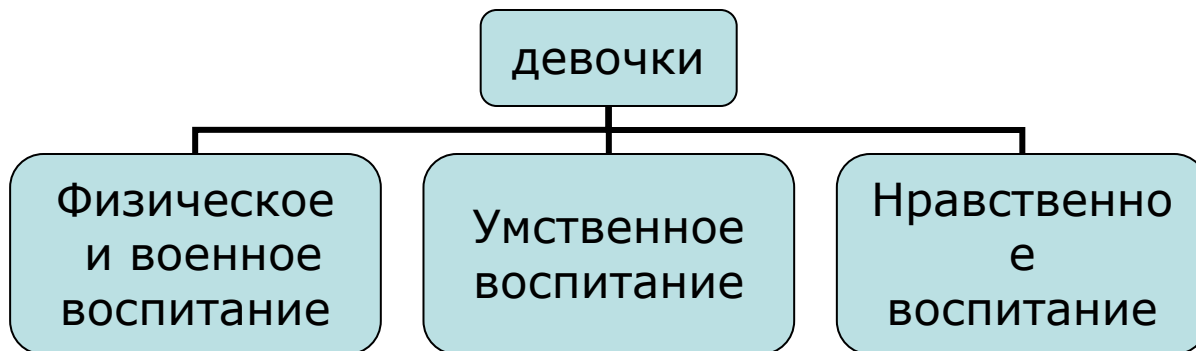 девочки
Физическое
и военное
воспитание
Умственное
воспитание
Нравственно
е
воспитание